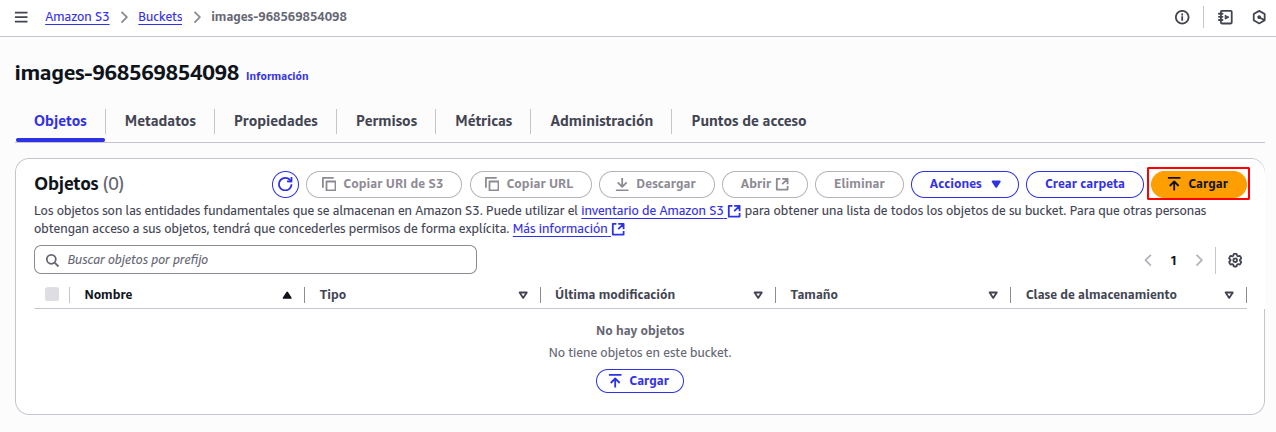 Amazon S3 > Buckets > images-968569854098
images-968569854098 Información
Objetos Metadatos Propiedades Permisos Métricas Administración Puntos de acceso
Objetos (0) Copiar URI de S3 Copiar URL Descargar Abrir Eliminar Acciones Crear carpeta Cargar
Los objetos son las entidades fundamentales que se almacenan en Amazon S3. Puede utilizar el inventario de Amazon S3 para obtener una lista de todos los objetos de su bucket. Para que otras personas
obtengan acceso a sus objetos, tendrá que concederles permisos de forma explícita. Más información
Buscar objetos por prefijo 1
Nombre Tipo Última modificación Tamaño Clase de almacenamiento
No hay objetos
No tiene objetos en este bucket.
Cargar